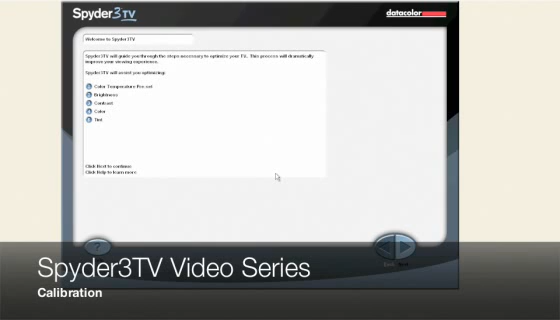 Spyder3TV
datacolor
Welcome to Spyder3TV
Spyder3TV will guide you through the steps necessary to optimize your TV. This process will dramatically
improve your viewing experience.
Spyder3TV will assist you optimizing:
Color Temperature Pre-set
Brightness
Contrast
Color
Tint
Click Next to continue
Click Help to learn more
?
Back Next
Spyder3TV Video Series
Calibration